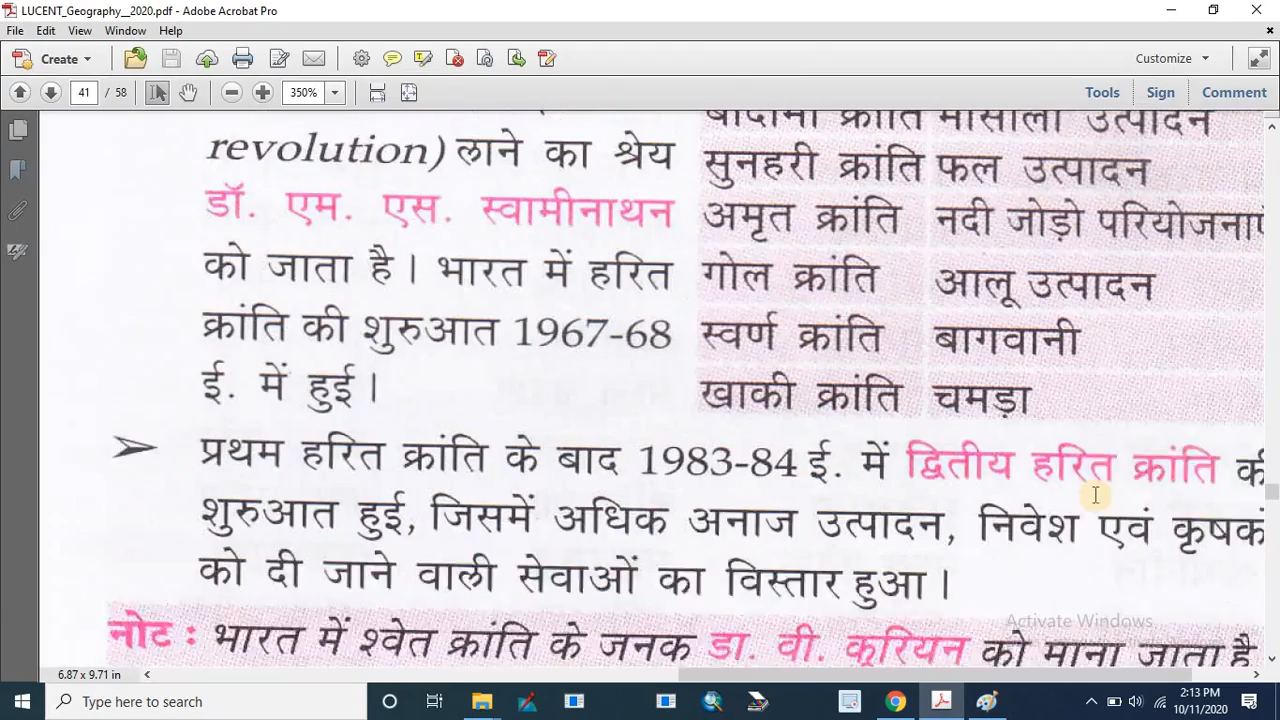 LUCENT_Geography__2020.pdf - Adobe Acrobat Pro
File Edit View Window Help
Create Customize
41 / 58 350% Tools Sign Comment
बादामी क्रांति मासाला उत्पादन
revolution) लाने का श्रेय
सुनहरी क्रांति फल उत्पादन
डॉ. एम. एस. स्वामीनाथन
अमृत क्रांति नदी जोड़ो परियोजनाएं
को जाता है। भारत में हरित
गोल क्रांति आलू उत्पादन
क्रांति की शुरुआत 1967-68
स्वर्ण क्रांति बागवानी
ई. में हुई।
खाकी क्रांति चमड़ा
➢ प्रथम हरित क्रांति के बाद 1983-84 ई. में द्वितीय हरित क्रांति की
शुरुआत हुई, जिसमें अधिक अनाज उत्पादन, निवेश एवं कृषकों
को दी जाने वाली सेवाओं का विस्तार हुआ।
Activate Windows
नोट : भारत में श्वेत क्रांति के जनक डा. वी. कूरियन को माना जाता है
6.87 x 9.71 in
Type here to search
2:13 PM
10/11/2020